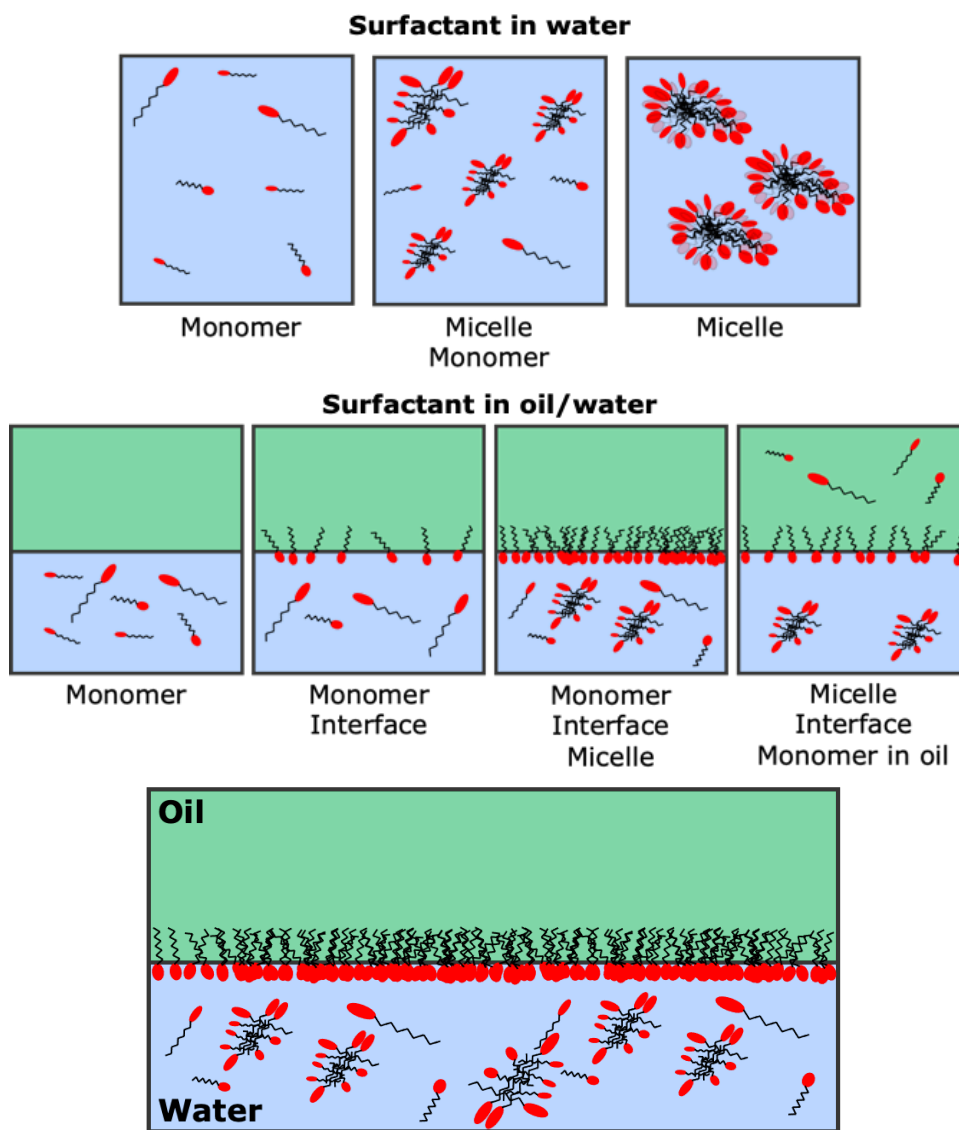 Surfactant in water
Monomer
Micelle
Monomer
Micelle
Surfactant in oil/water
Monomer
Monomer
Interface
Monomer
Interface
Micelle
Micelle
Interface
Monomer in oil
Oil
Water